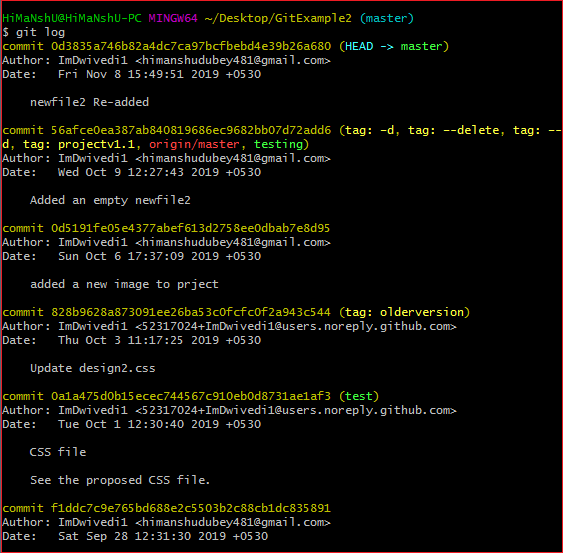 HiMaNshU@HiMaNshU-PC MINGW64 ~/Desktop/GitExample2 (master)
$ git log
commit 0d3835a746b82a4dc7ca97bcfbebd4e39b26a680 (HEAD -> master)
Author: ImDwivedi1 <himanshudubey481@gmail.com>
Date:   Fri Nov 8 15:49:51 2019 +0530
newfile2 Re-added
commit 56afce0ea387ab840819686ec9682bb07d72add6 (tag: -d, tag: --delete, tag: --
d, tag: projectv1.1, origin/master, testing)
Author: ImDwivedi1 <himanshudubey481@gmail.com>
Date:   Wed Oct 9 12:27:43 2019 +0530
Added an empty newfile2
commit 0d5191fe05e4377abef613d2758ee0dbab7e8d95
Author: ImDwivedi1 <himanshudubey481@gmail.com>
Date:   Sun Oct 6 17:37:09 2019 +0530
added a new image to prject
commit 828b9628a873091ee26ba53c0fcfc0f2a943c544 (tag: olderversion)
Author: ImDwivedi1 <52317024+ImDwivedi1@users.noreply.github.com>
Date:   Thu Oct 3 11:17:25 2019 +0530
Update design2.css
commit 0a1a475d0b15ecec744567c910eb0d8731ae1af3 (test)
Author: ImDwivedi1 <52317024+ImDwivedi1@users.noreply.github.com>
Date:   Tue Oct 1 12:30:40 2019 +0530
CSS file
See the proposed CSS file.
commit f1ddc7c9e765bd688e2c5503b2c88cb1dc835891
Author: ImDwivedi1 <himanshudubey481@gmail.com>
Date:   Sat Sep 28 12:31:30 2019 +0530